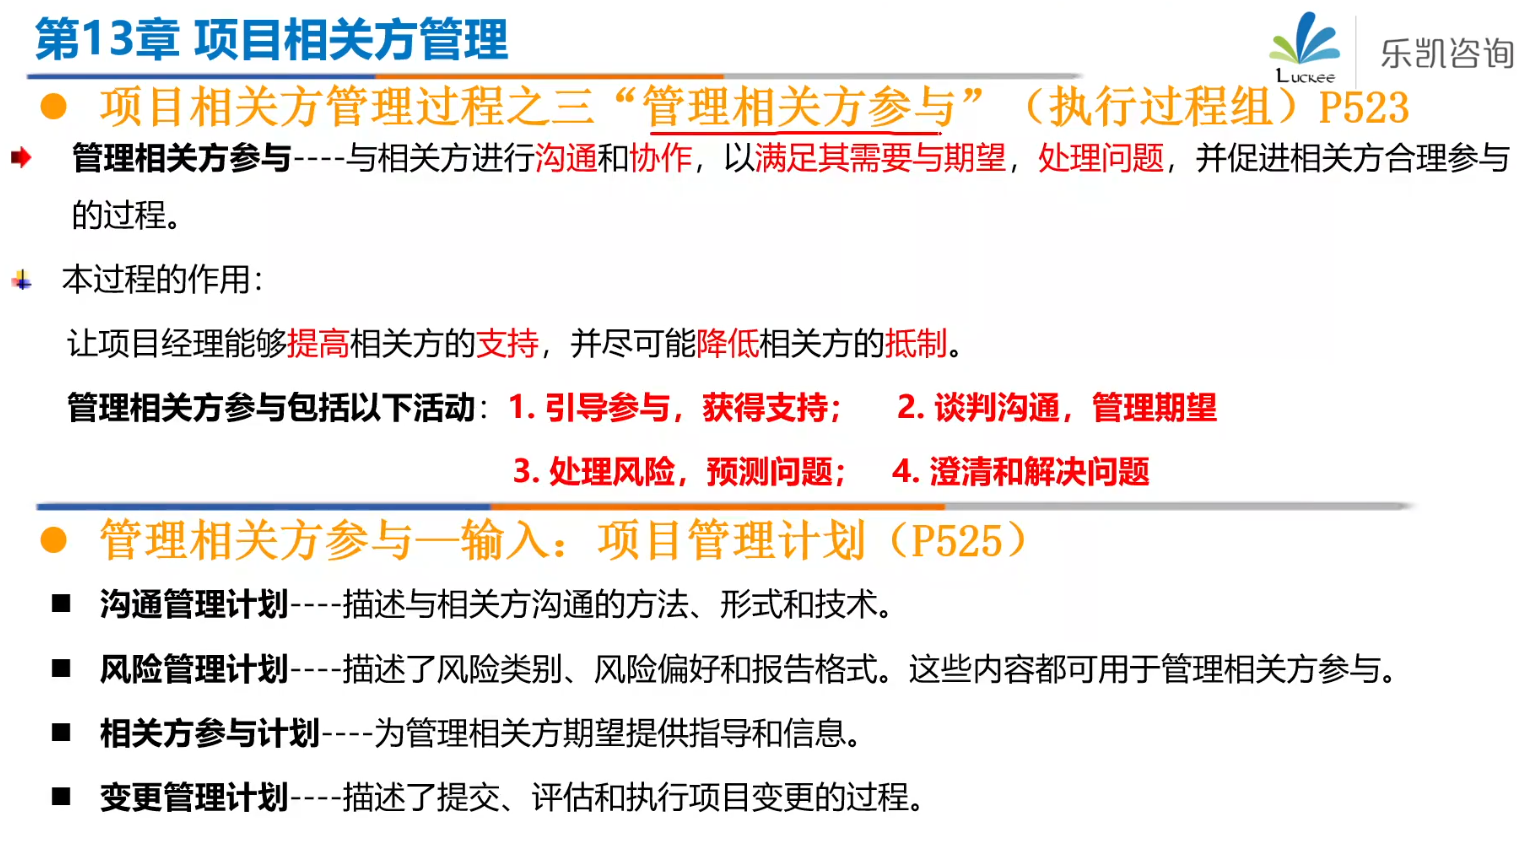 第13章 项目相关方管理
LUCKEE
乐凯咨询
项目相关方管理过程之三“管理相关方参与”（执行过程组）P523
管理相关方参与----与相关方进行沟通和协作，以满足其需要与期望，处理问题，并促进相关方合理参与
的过程。
本过程的作用：
让项目经理能够提高相关方的支持，并尽可能降低相关方的抵制。
管理相关方参与包括以下活动：1. 引导参与，获得支持； 2. 谈判沟通，管理期望
3. 处理风险，预测问题； 4. 澄清和解决问题
管理相关方参与—输入：项目管理计划（P525）
沟通管理计划----描述与相关方沟通的方法、形式和技术。
风险管理计划----描述了风险类别、风险偏好和报告格式。这些内容都可用于管理相关方参与。
相关方参与计划----为管理相关方期望提供指导和信息。
变更管理计划----描述了提交、评估和执行项目变更的过程。